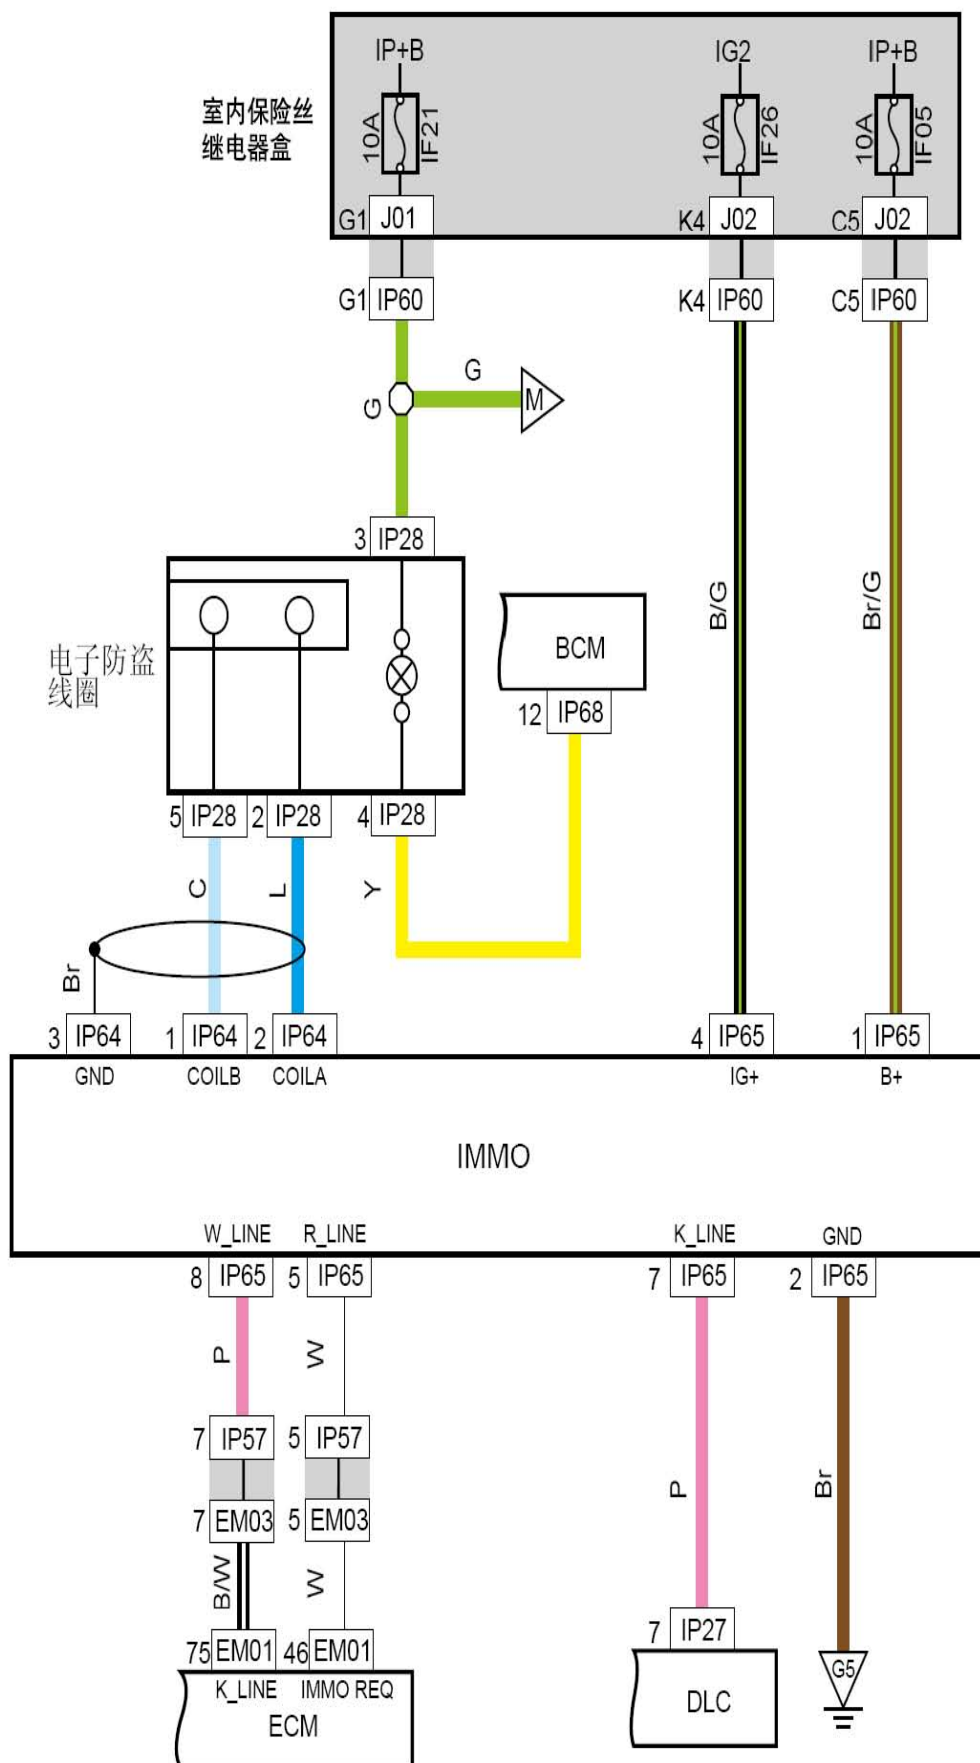 IP+B
IG2
IP+B
室内保险丝
继电器盒
10A
IF21
10A
IF26
10A
IF05
G1 J01
K4 J02
C5 J02
G1 IP60
K4 IP60
C5 IP60
G
G
M
3 IP28
B/G
Br/G
电子防盗
线圈
BCM
12 IP68
5 IP28
2 IP28
4 IP28
C
L
Y
Br
3 IP64
1 IP64
2 IP64
4 IP65
1 IP65
GND
COILB
COILA
IG+
B+
IMMO
W_LINE
R_LINE
K_LINE
GND
8 IP65
5 IP65
7 IP65
2 IP65
P
W
P
Br
7 IP57
5 IP57
7 EM03
5 EM03
B/W
W
75 EM01
46 EM01
7 IP27
K_LINE
IMMO REQ
ECM
DLC
G5